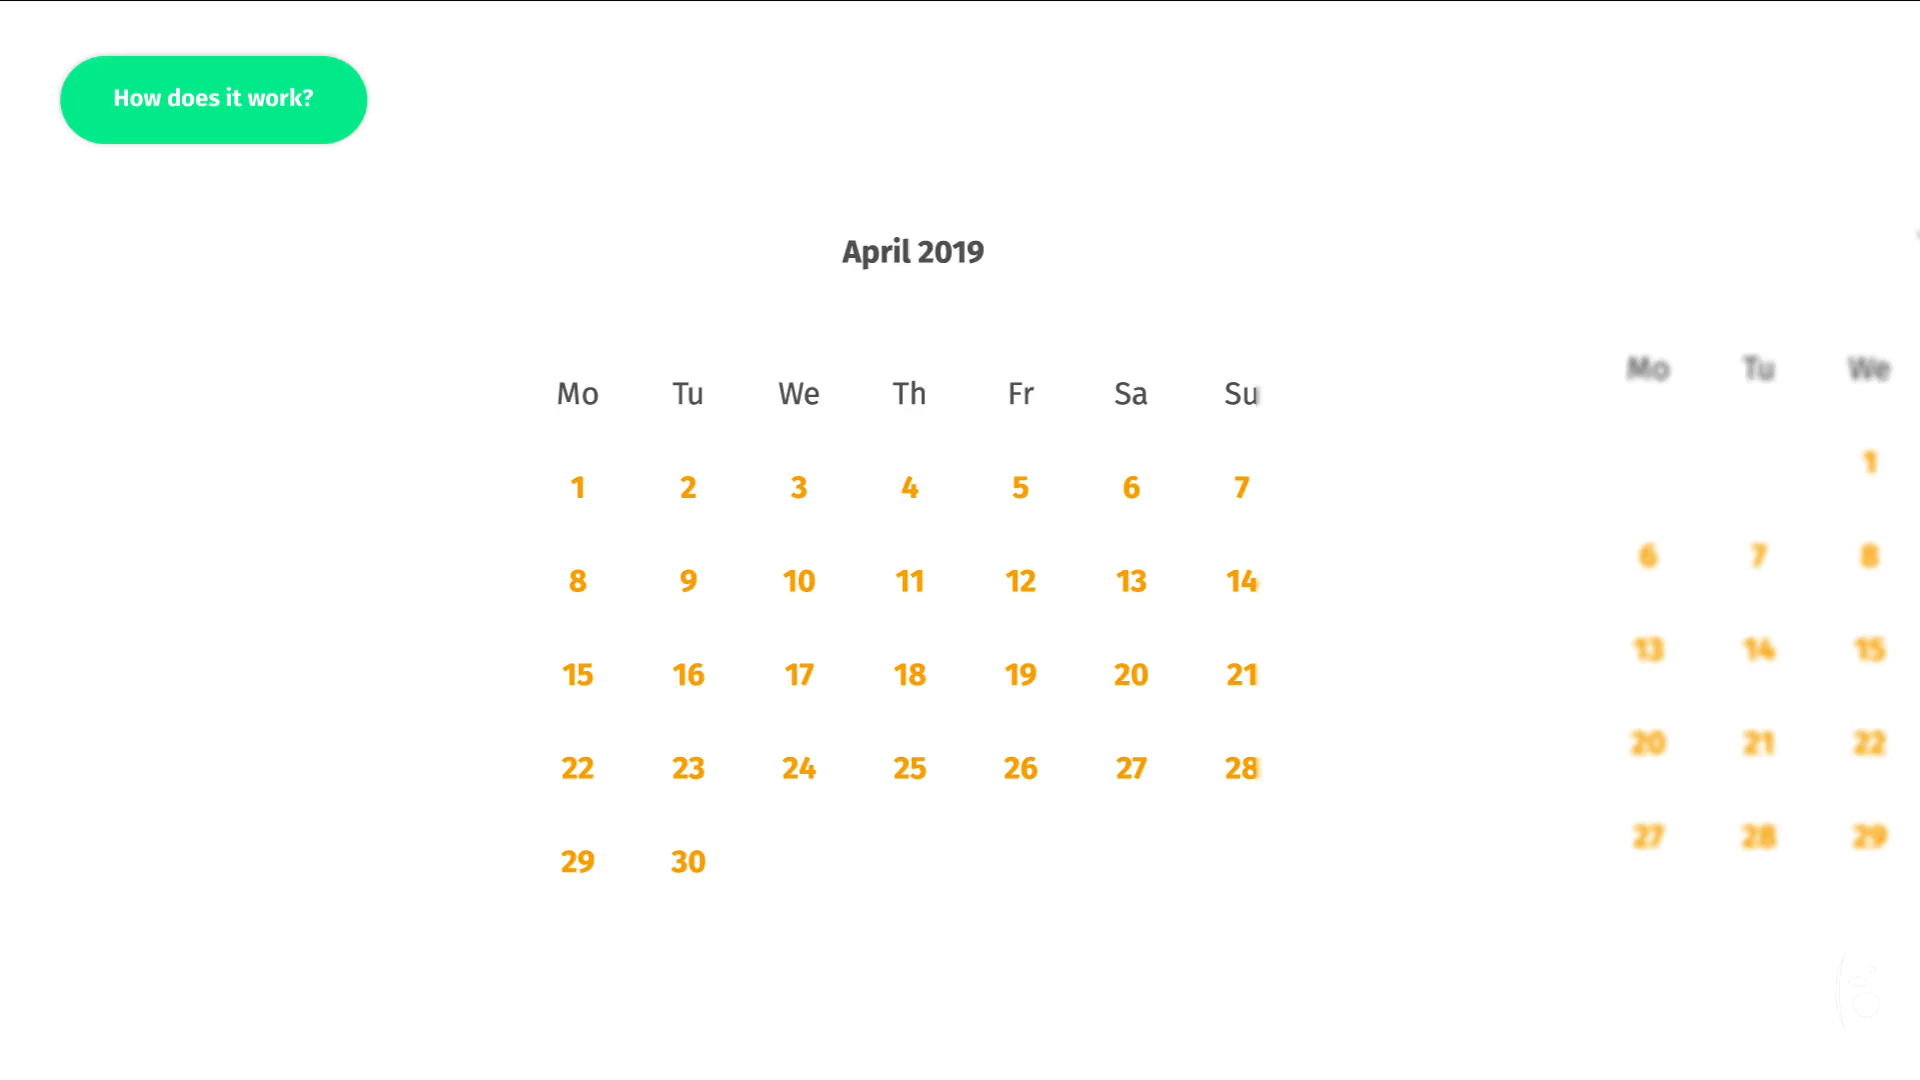 How does it work?
April 2019
Mo Tu We Th Fr Sa Su
1 2 3 4 5 6 7
8 9 10 11 12 13 14
15 16 17 18 19 20 21
22 23 24 25 26 27 28
29 30
Mo Tu We
1
6 7 8
13 14 15
20 21 22
27 28 29